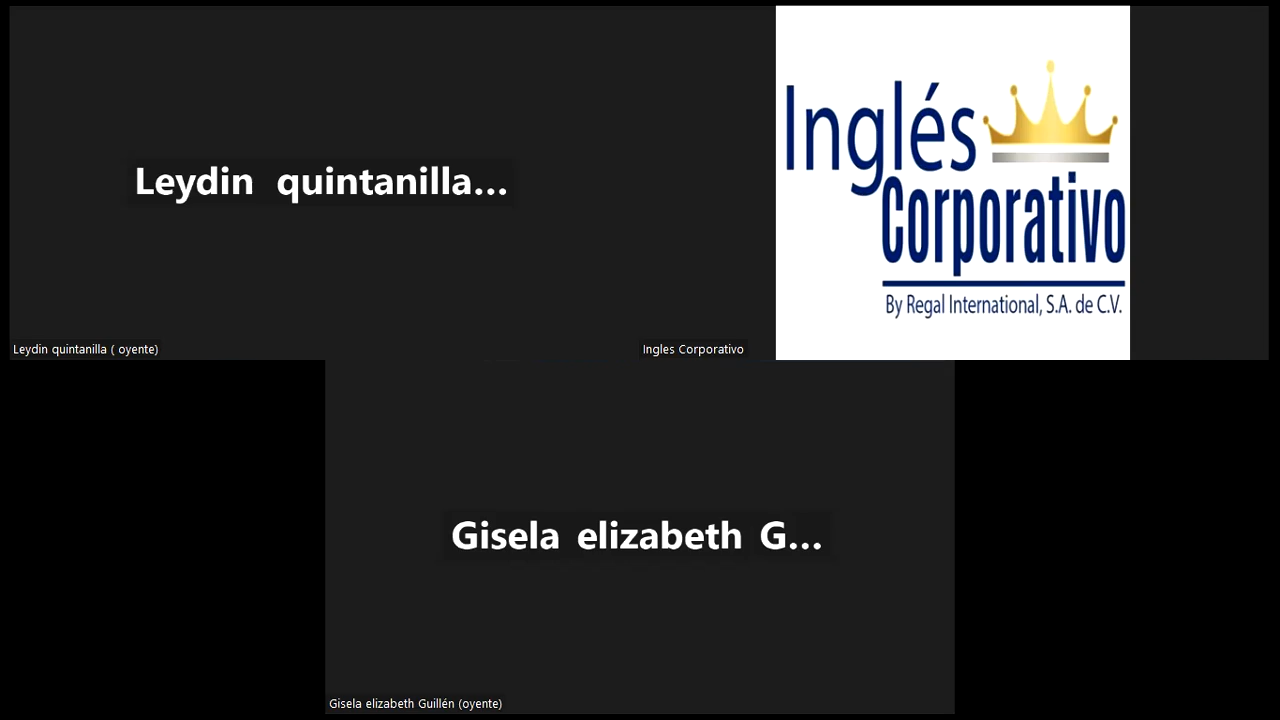 Leydin quintanilla...
Leydin quintanilla ( oyente)
Inglés
Corporativo
By Regal International, S.A. de C.V.
Ingles Corporativo
Gisela elizabeth G...
Gisela elizabeth Guillén (oyente)